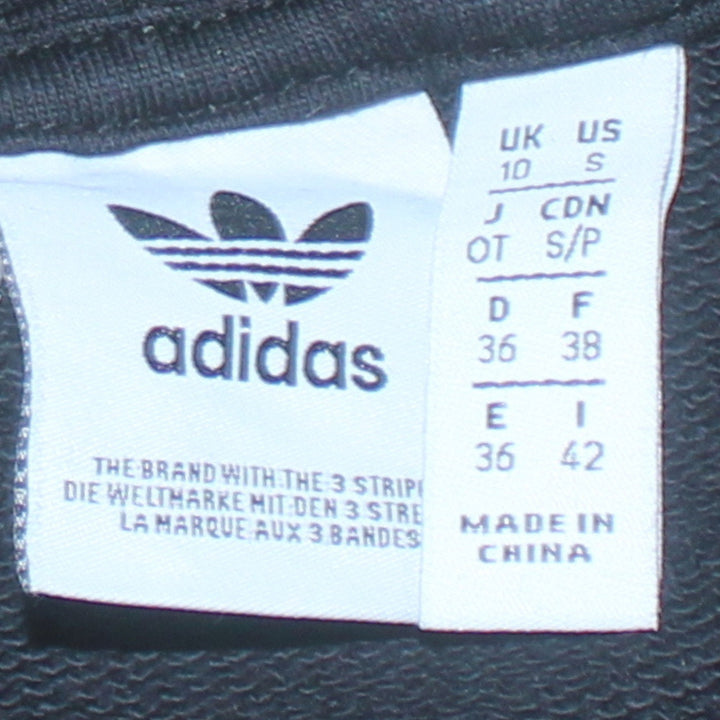 adidas
THE BRAND WITH THE 3
DIE WELTMARKE MIT DEN 3
LA MARQUE AUX 3 BANDES
UK US
10 S
J CDN
OT S/P
D F
36 38
E I
36 42
MADE IN
CHINA